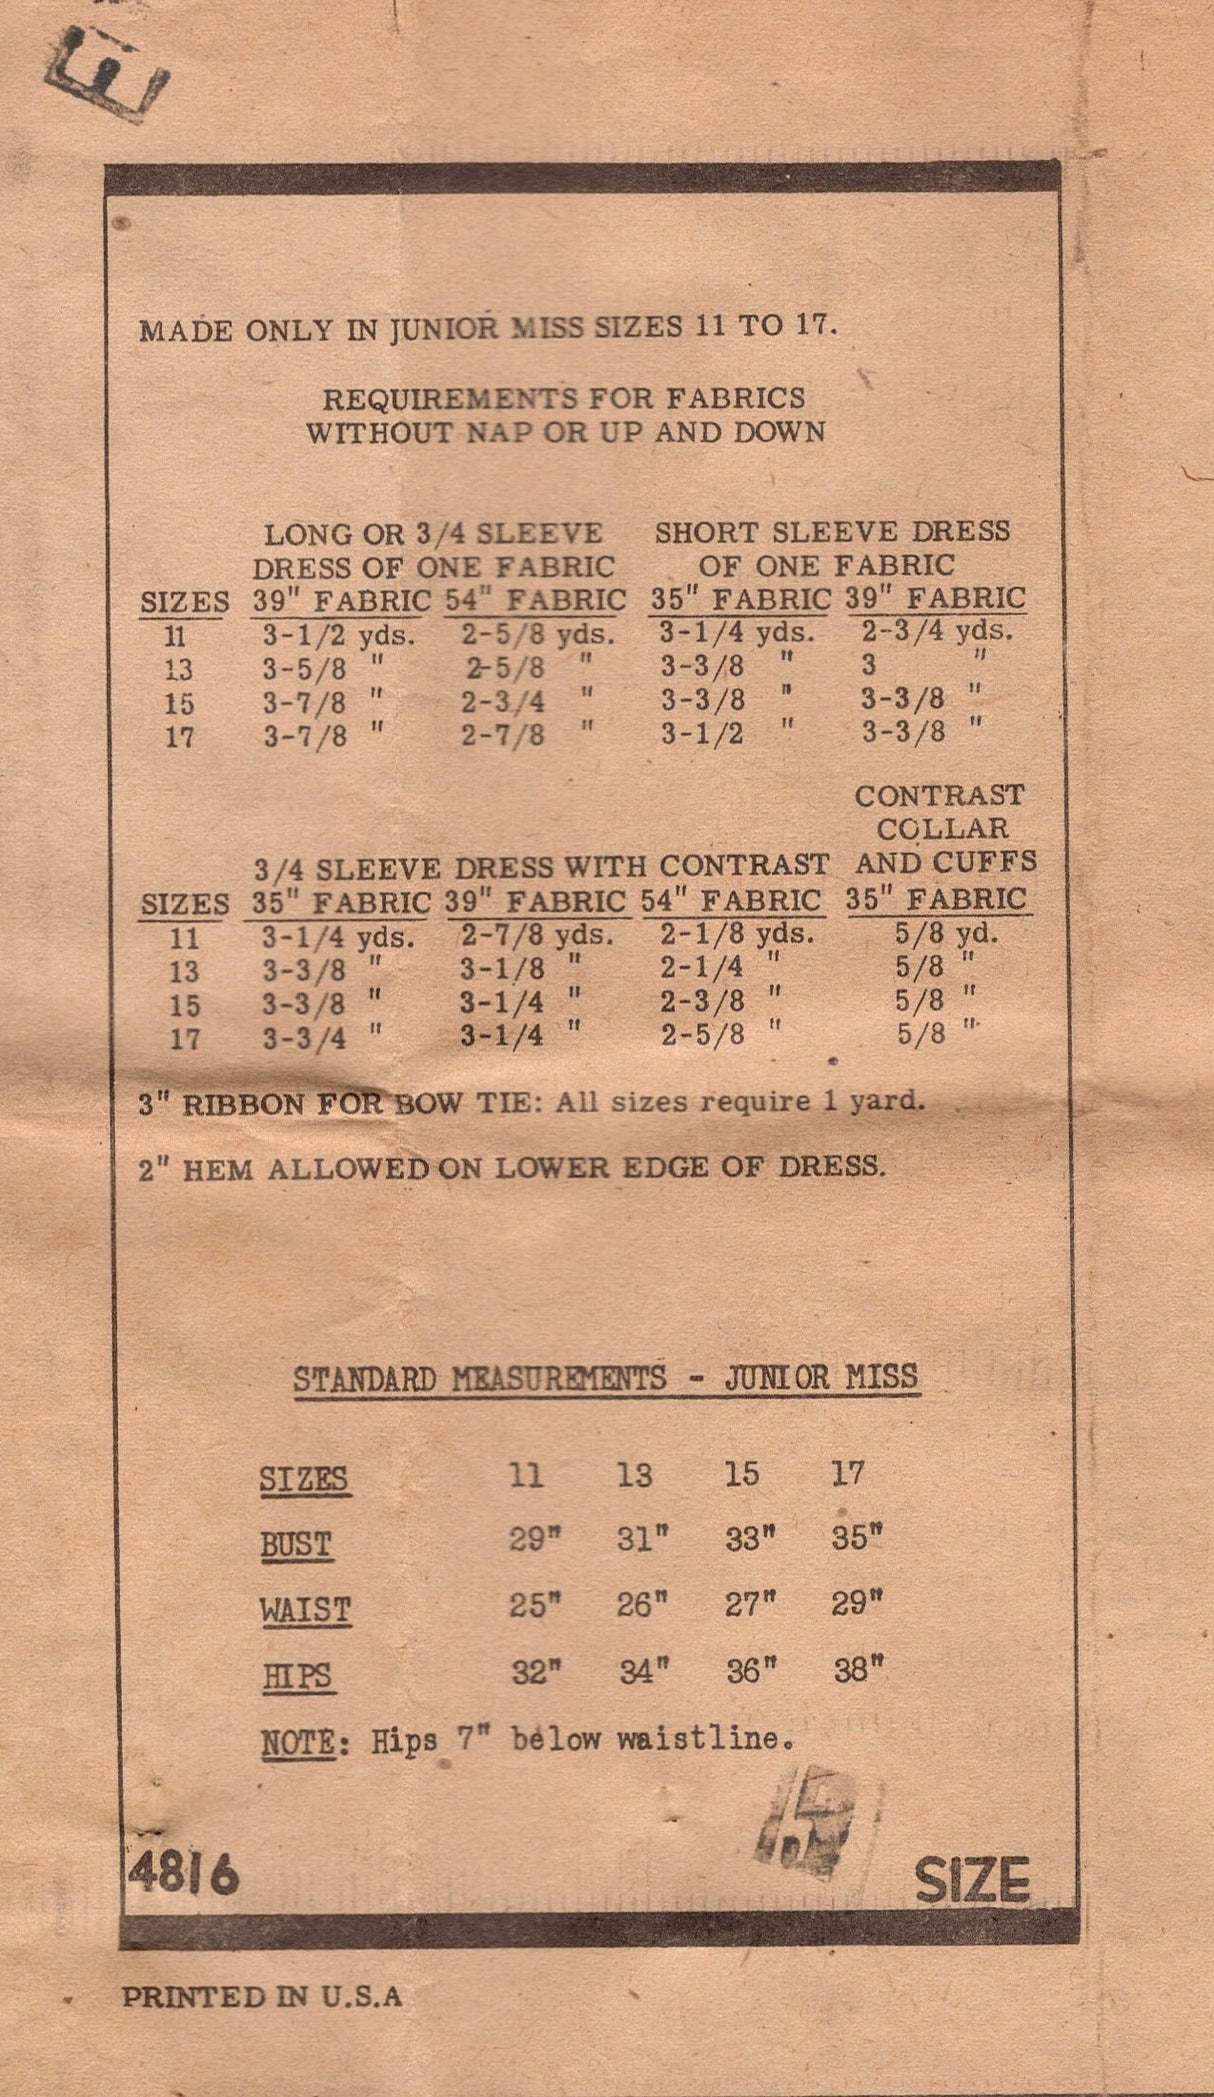 MADE ONLY IN JUNIOR MISS SIZES 11 TO 17.
REQUIREMENTS FOR FABRICS
WITHOUT NAP OR UP AND DOWN
LONG OR 3/4 SLEEVE SHORT SLEEVE DRESS
DRESS OF ONE FABRIC OF ONE FABRIC
SIZES 39" FABRIC 54" FABRIC 35" FABRIC 39" FABRIC
11 3-1/2 yds. 2-5/8 yds. 3-1/4 yds. 2-3/4 yds.
13 3-5/8 " 2-5/8 " 3-3/8 " 3 "
15 3-7/8 " 2-3/4 " 3-3/8 " 3-3/8 "
17 3-7/8 " 2-7/8 " 3-1/2 " 3-3/8 "
CONTRAST
COLLAR
3/4 SLEEVE DRESS WITH CONTRAST AND CUFFS
SIZES 35" FABRIC 39" FABRIC 54" FABRIC 35" FABRIC
11 3-1/4 yds. 2-7/8 yds. 2-1/8 yds. 5/8 yd.
13 3-3/8 " 3-1/8 " 2-1/4 " 5/8 "
15 3-3/8 " 3-1/4 " 2-3/8 " 5/8 "
17 3-3/4 " 3-1/4 " 2-5/8 " 5/8 "
3" RIBBON FOR BOW TIE: All sizes require 1 yard.
2" HEM ALLOWED ON LOWER EDGE OF DRESS.
STANDARD MEASUREMENTS - JUNIOR MISS
SIZES 11 13 15 17
BUST 29" 31" 33" 35"
WAIST 25" 26" 27" 29"
HIPS 32" 34" 36" 38"
NOTE: Hips 7" below waistline.
4816 SIZE
PRINTED IN U.S.A